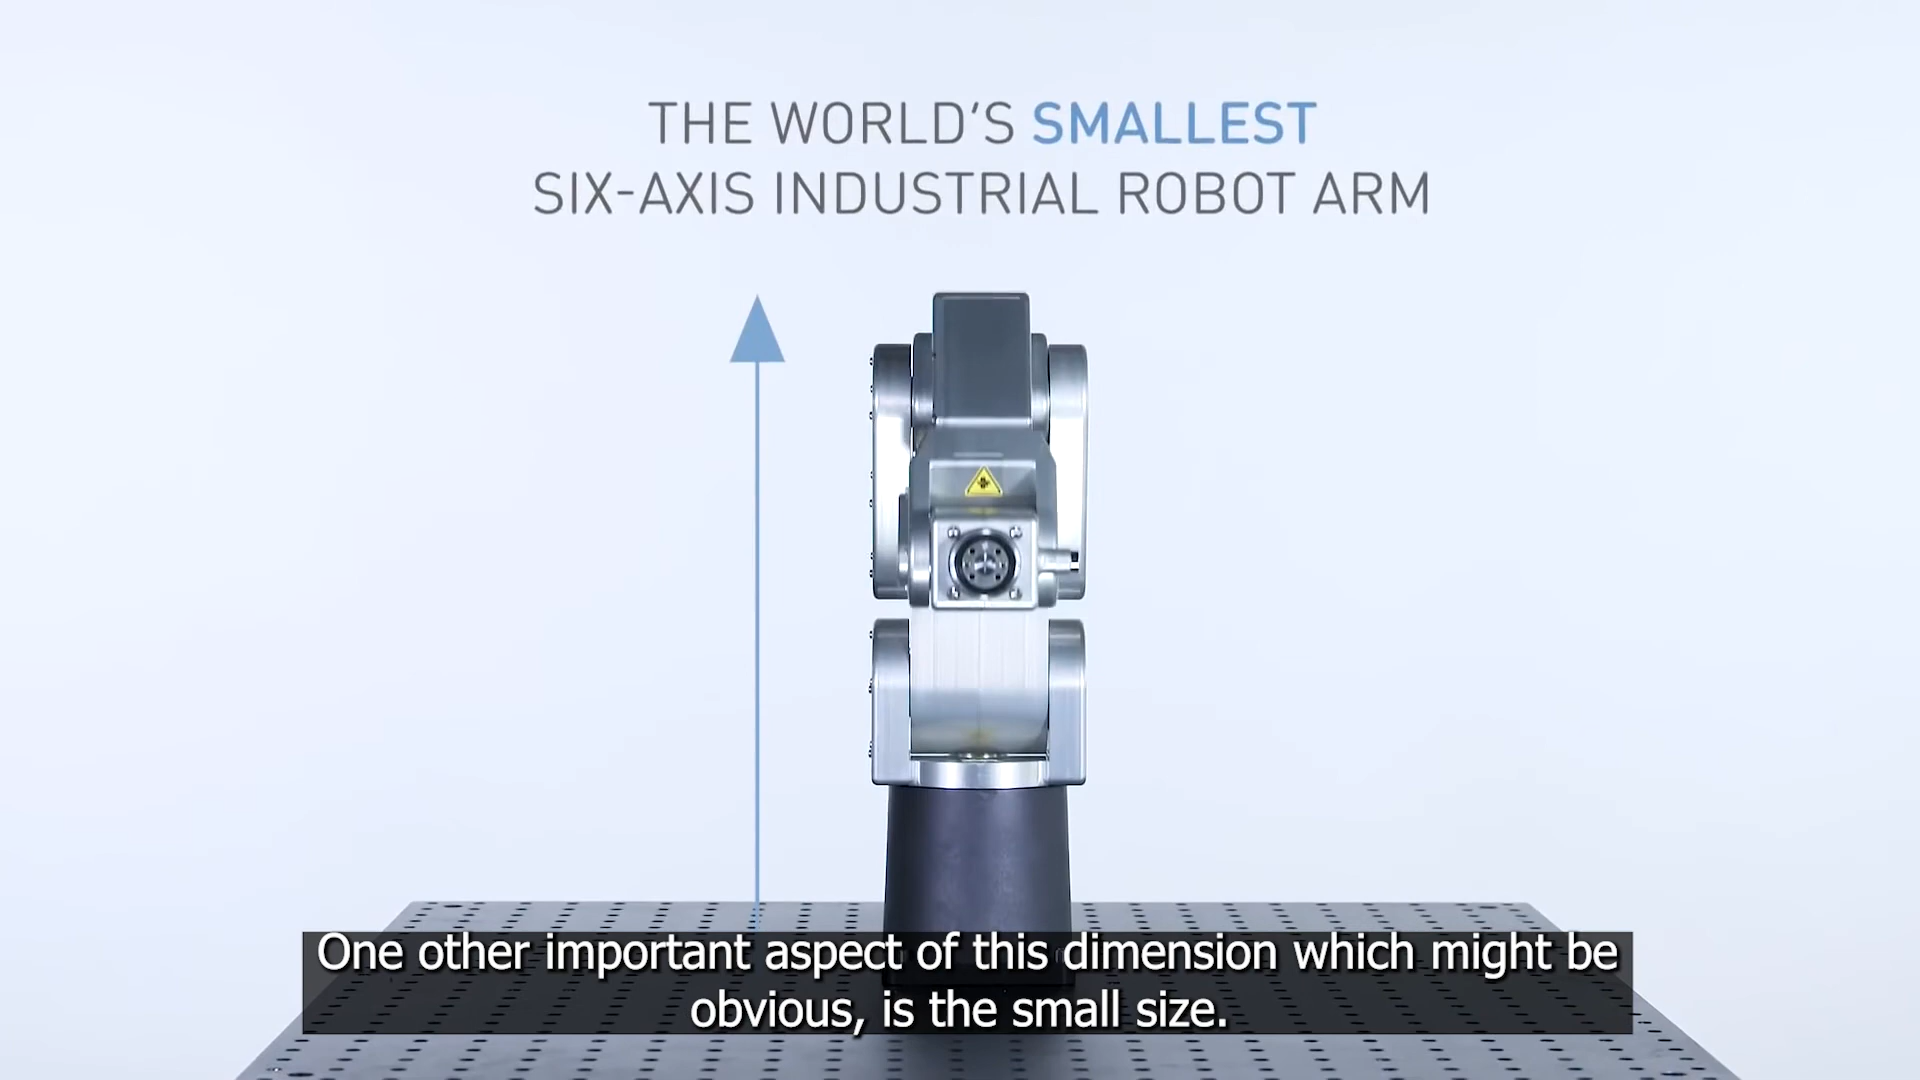 THE WORLD'S SMALLEST
SIX-AXIS INDUSTRIAL ROBOT ARM
One other important aspect of this dimension which might be
obvious, is the small size.